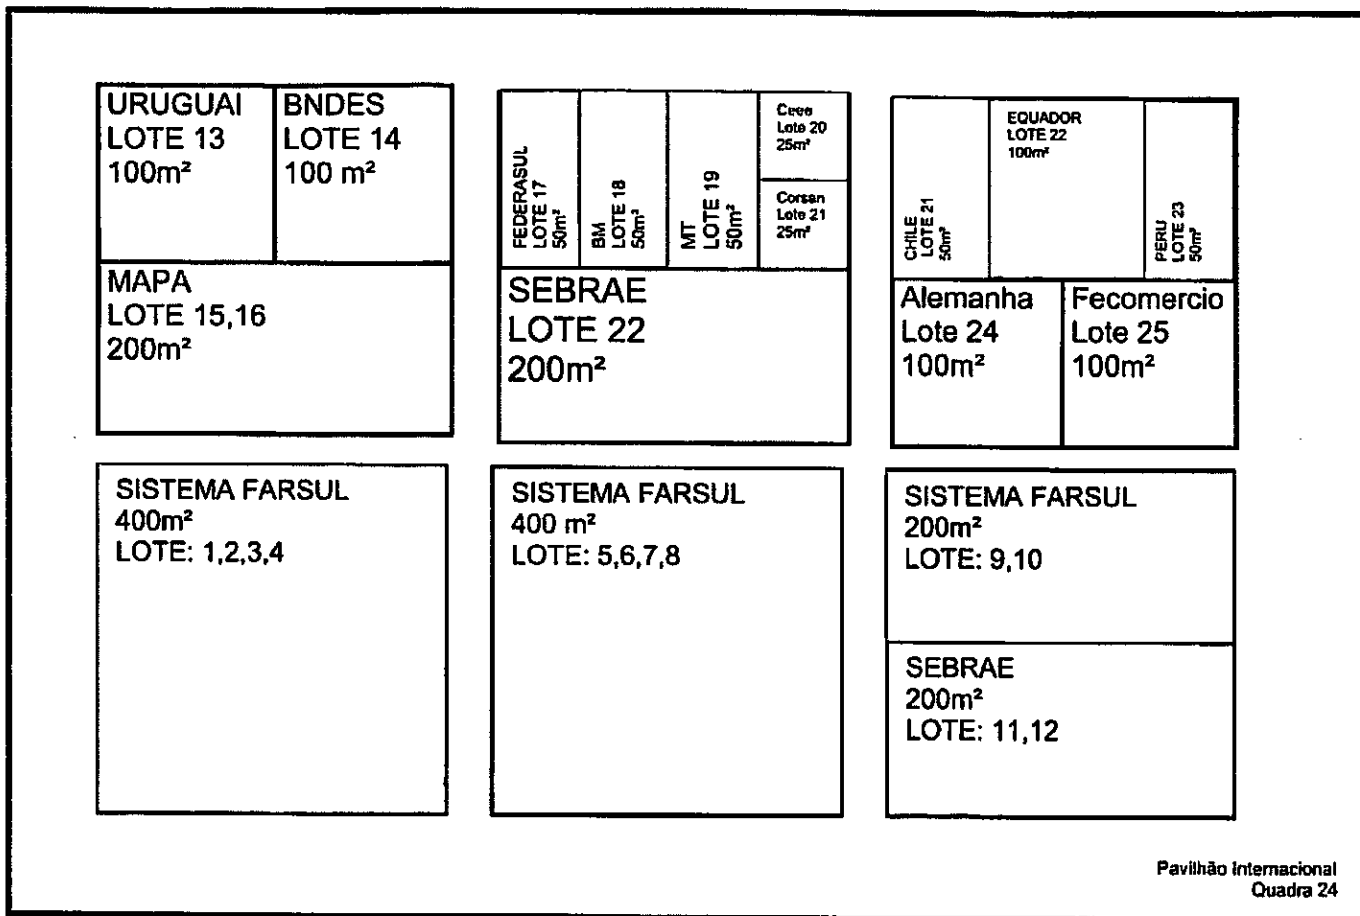 URUGUAI
LOTE 13
100m²
BNDES
LOTE 14
100 m²
MAPA
LOTE 15,16
200m²
FEDERASUL
LOTE 17
50m²
BM
LOTE 18
50m²
MT
LOTE 19
50m²
Ceee
Lote 20
25m²
Corsan
Lote 21
25m²
SEBRAE
LOTE 22
200m²
CHILE
LOTE 21
50m²
EQUADOR
LOTE 22
100m²
PERU
LOTE 23
50m²
Alemanha
Lote 24
100m²
Fecomercio
Lote 25
100m²
SISTEMA FARSUL
400m²
LOTE: 1,2,3,4
SISTEMA FARSUL
400 m²
LOTE: 5,6,7,8
SISTEMA FARSUL
200m²
LOTE: 9,10
SEBRAE
200m²
LOTE: 11,12
Pavilhão Internacional
Quadra 24